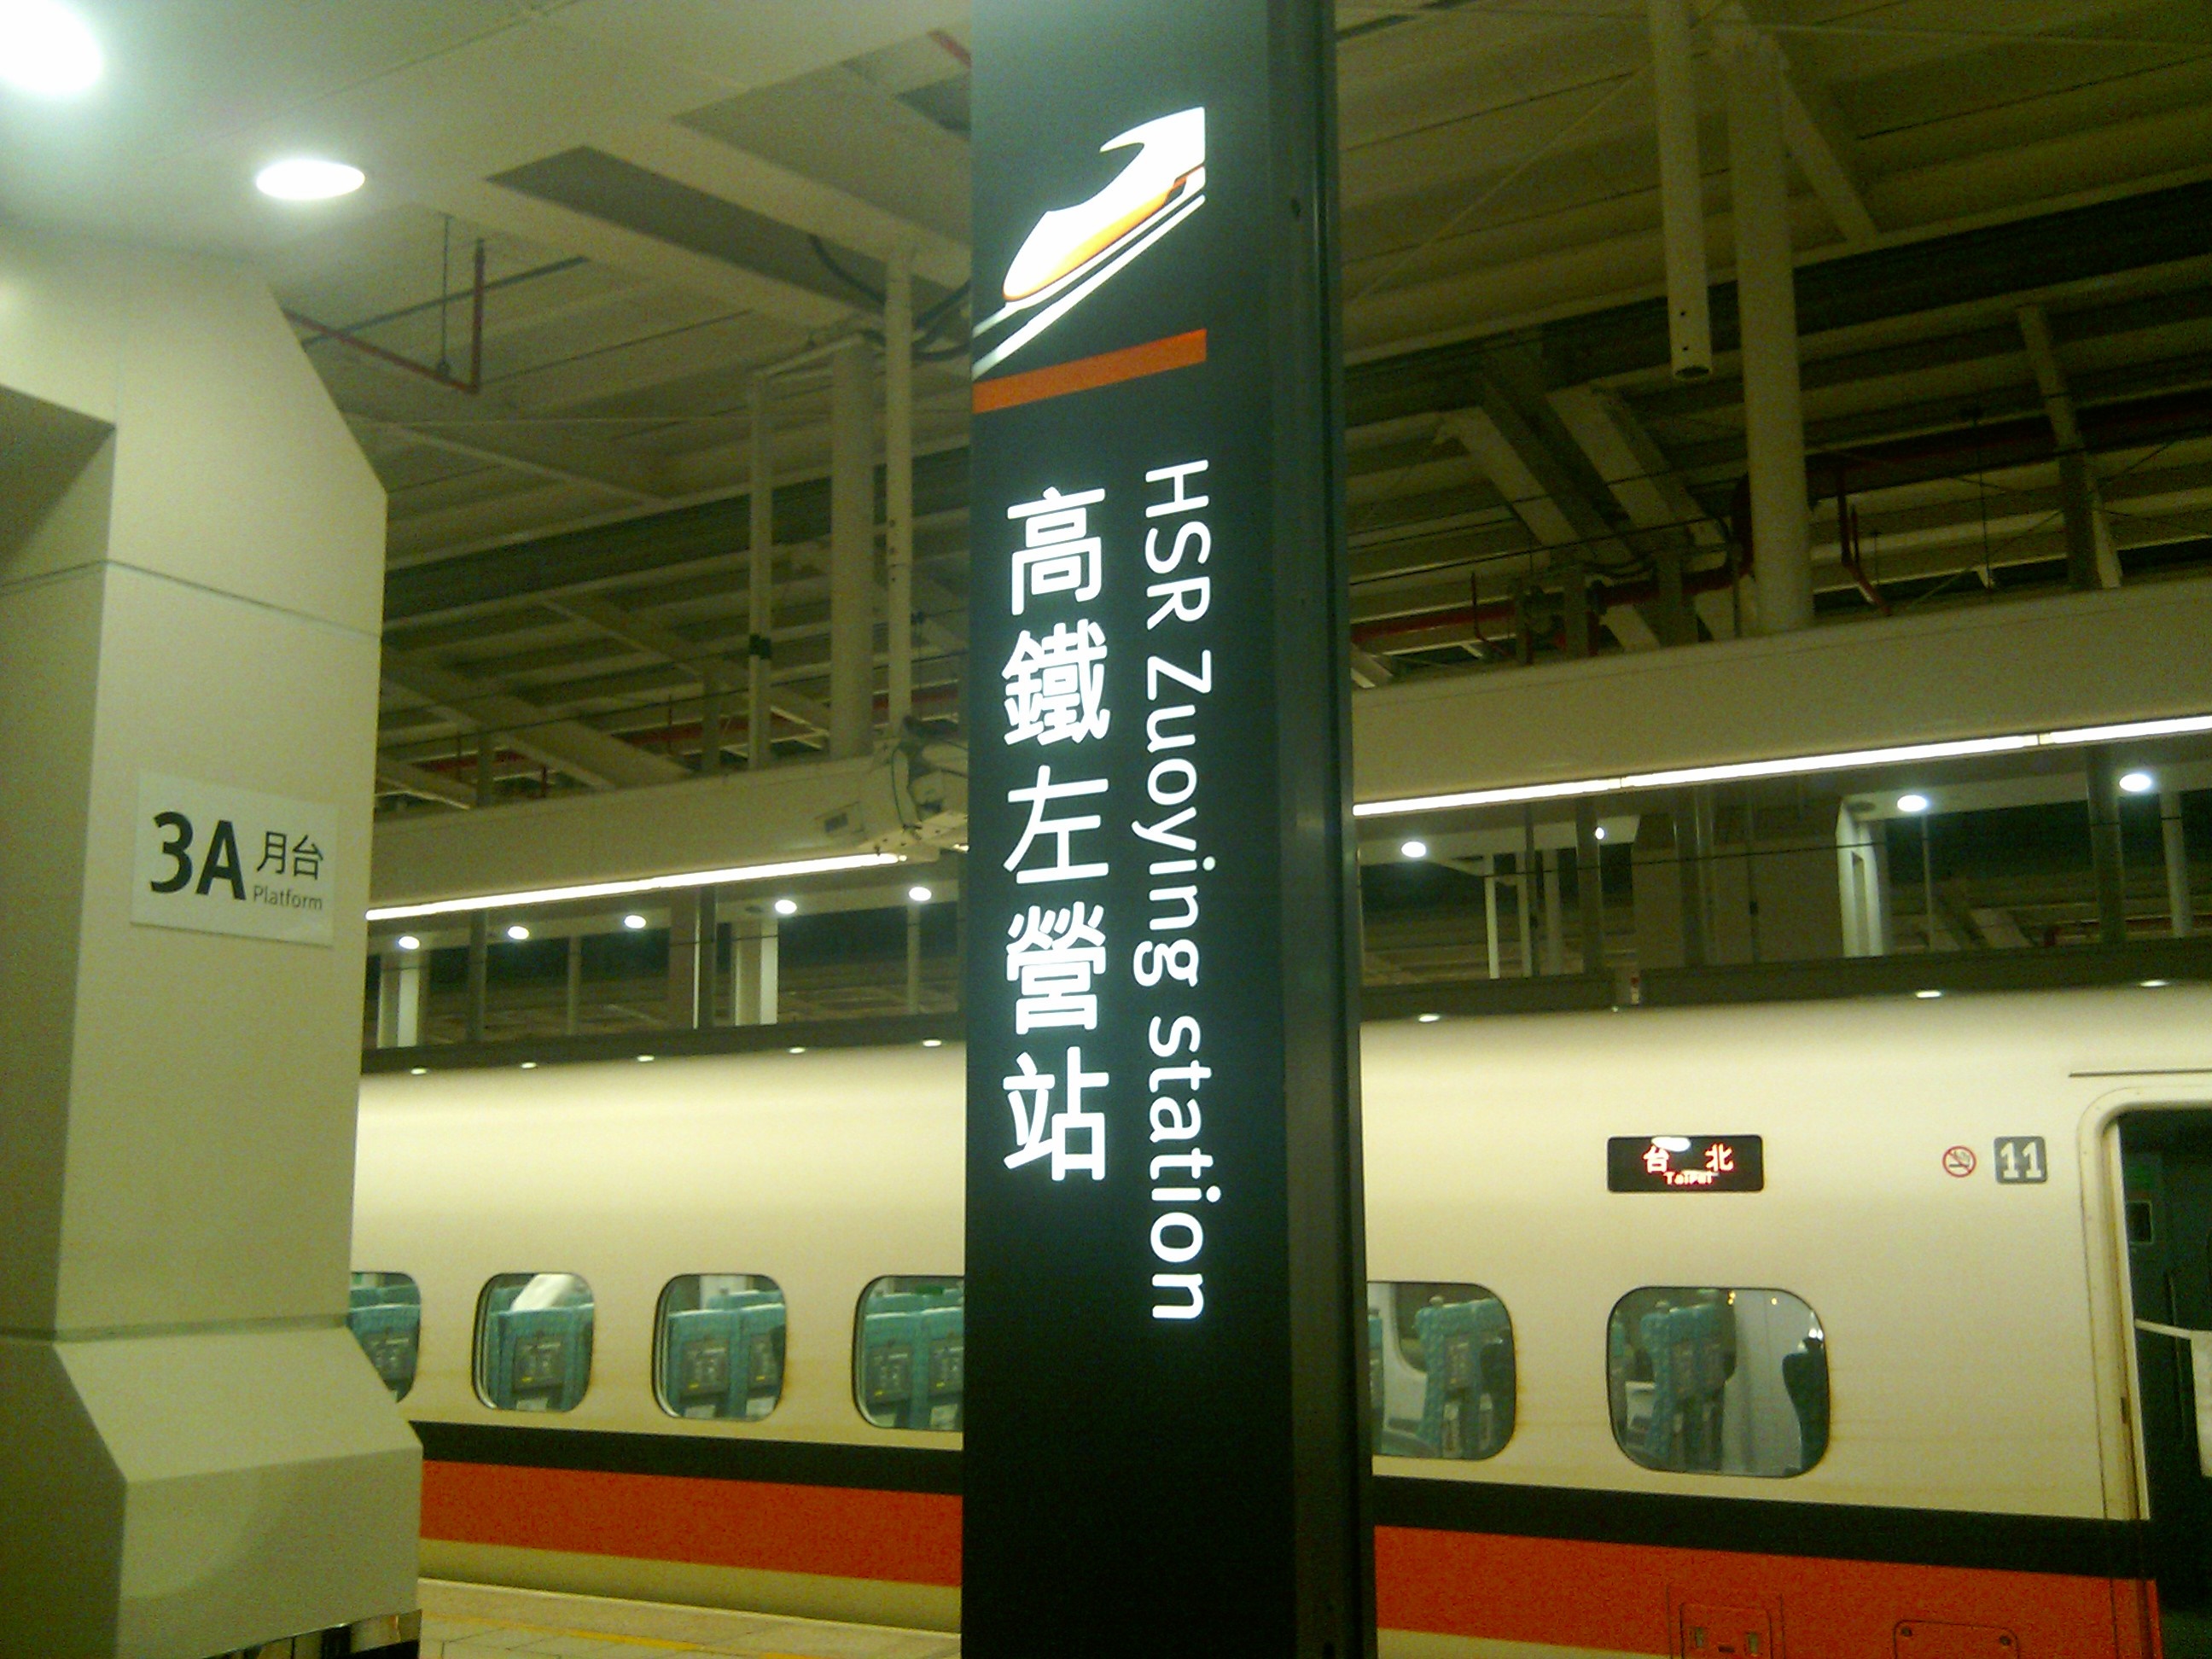 高鐵左營站
HSR Zuoying station
3A 月台
Platform
台北
Taipei
11